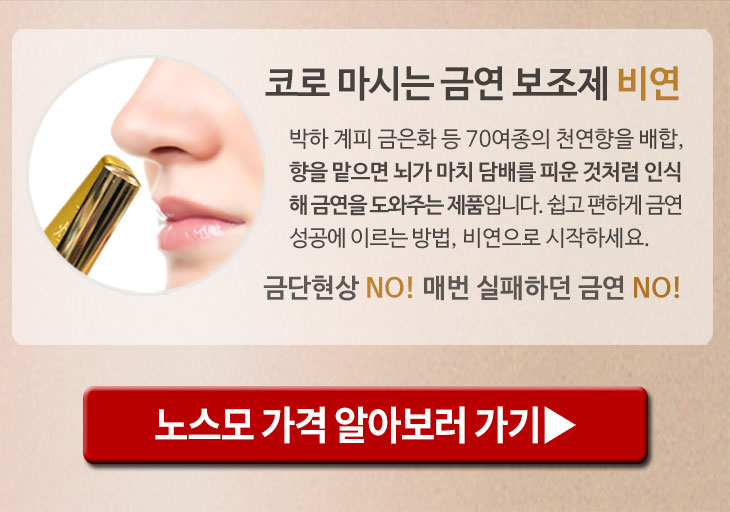 코로 마시는 금연 보조제 비연
박하 계피 금은화 등 70여종의 천연향을 배합,
향을 맡으면 뇌가 마치 담배를 피운 것처럼 인식
해 금연을 도와주는 제품입니다. 쉽고 편하게 금연
성공에 이르는 방법, 비연으로 시작하세요.
금단현상 NO! 매번 실패하던 금연 NO!
노스모 가격 알아보러 가기▶